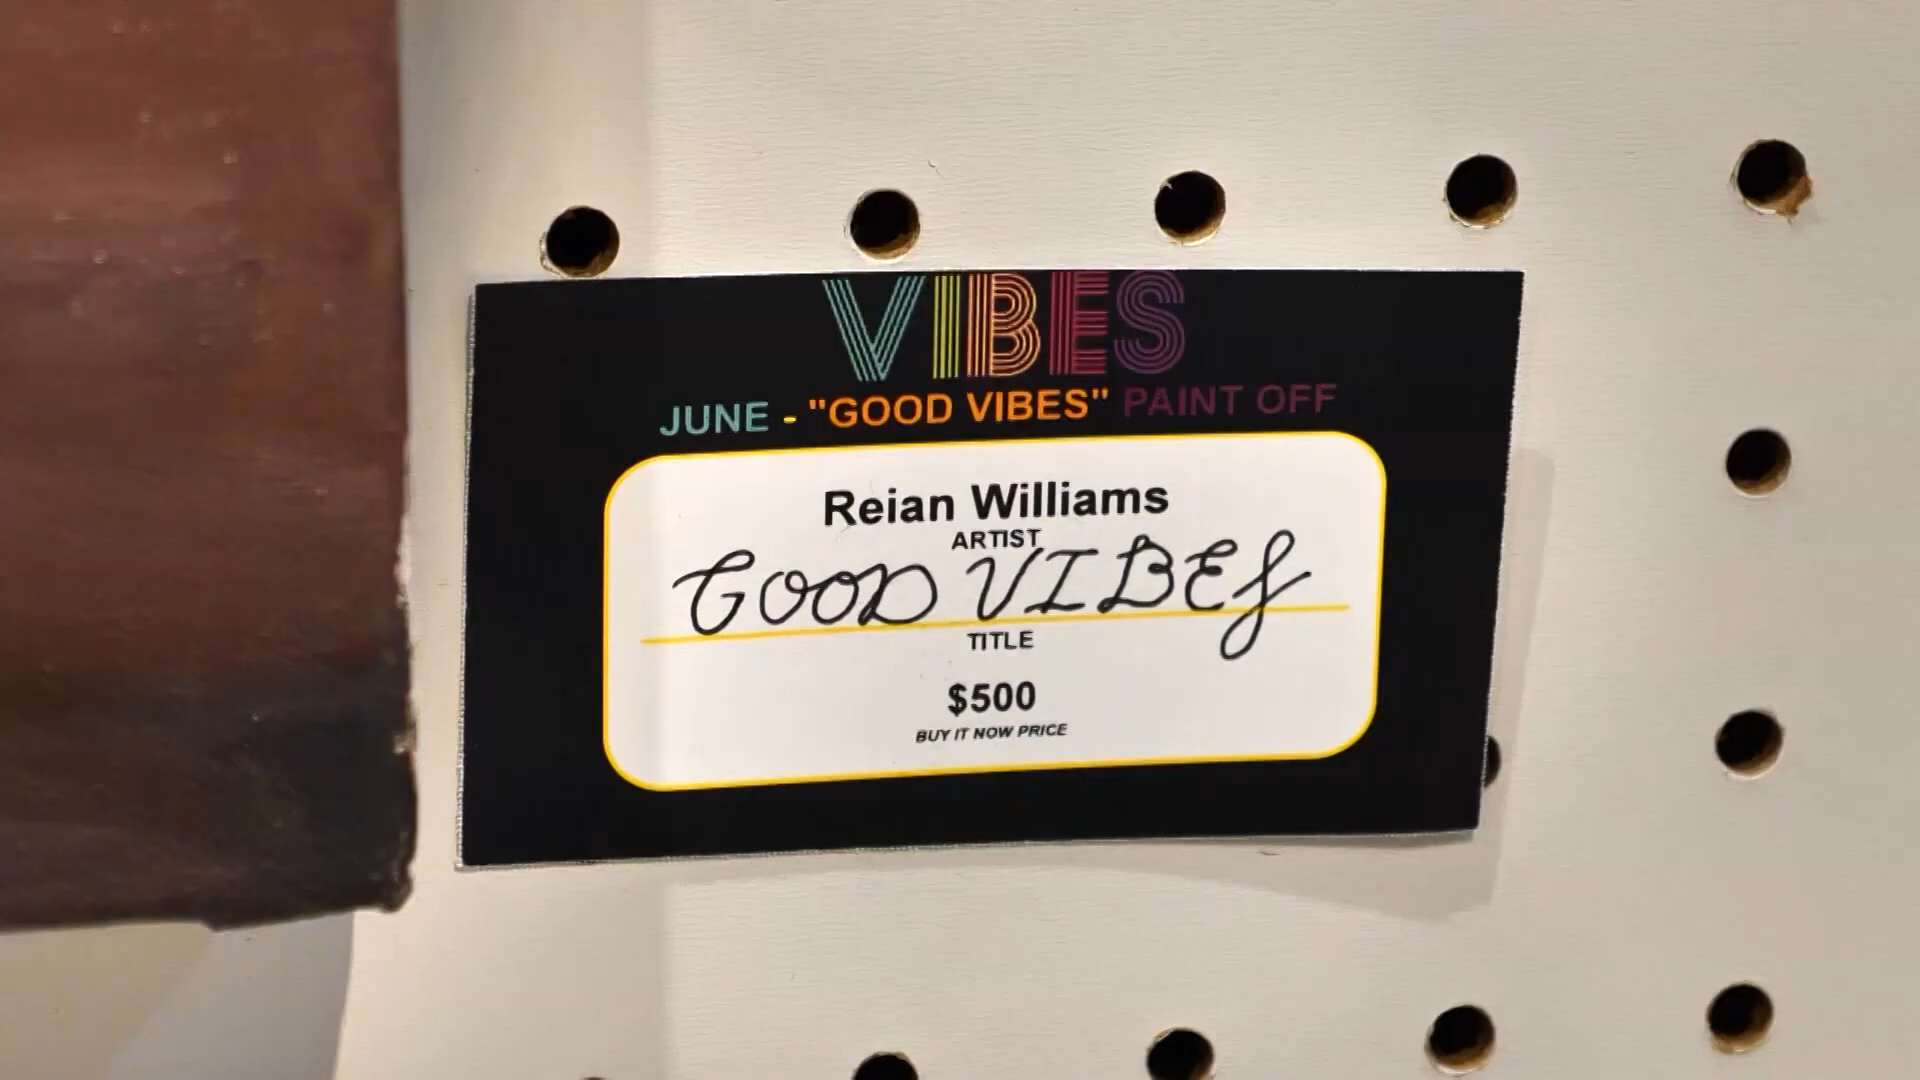 VIBES
JUNE - "GOOD VIBES" PAINT OFF
Reian Williams
ARTIST
GOOD VIBES
TITLE
$500
BUY IT NOW PRICE